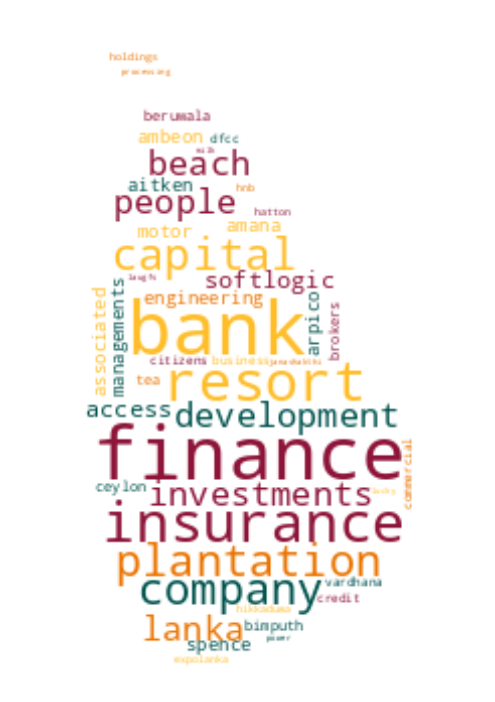 holdings
processing
beruwala
ambeon dfcc
milk
beach
aitken hnb
people
hatton
motor amana
capital
laugfs softlogic
associated managements engineering arpico brokers
bank
citizens business janashakthi
tea resort
access development
finance commercial
ceylon investments lucky
insurance
plantation
company vardhana
credit
hikkaduwa
lanka bimputh
power
spence
expolanka